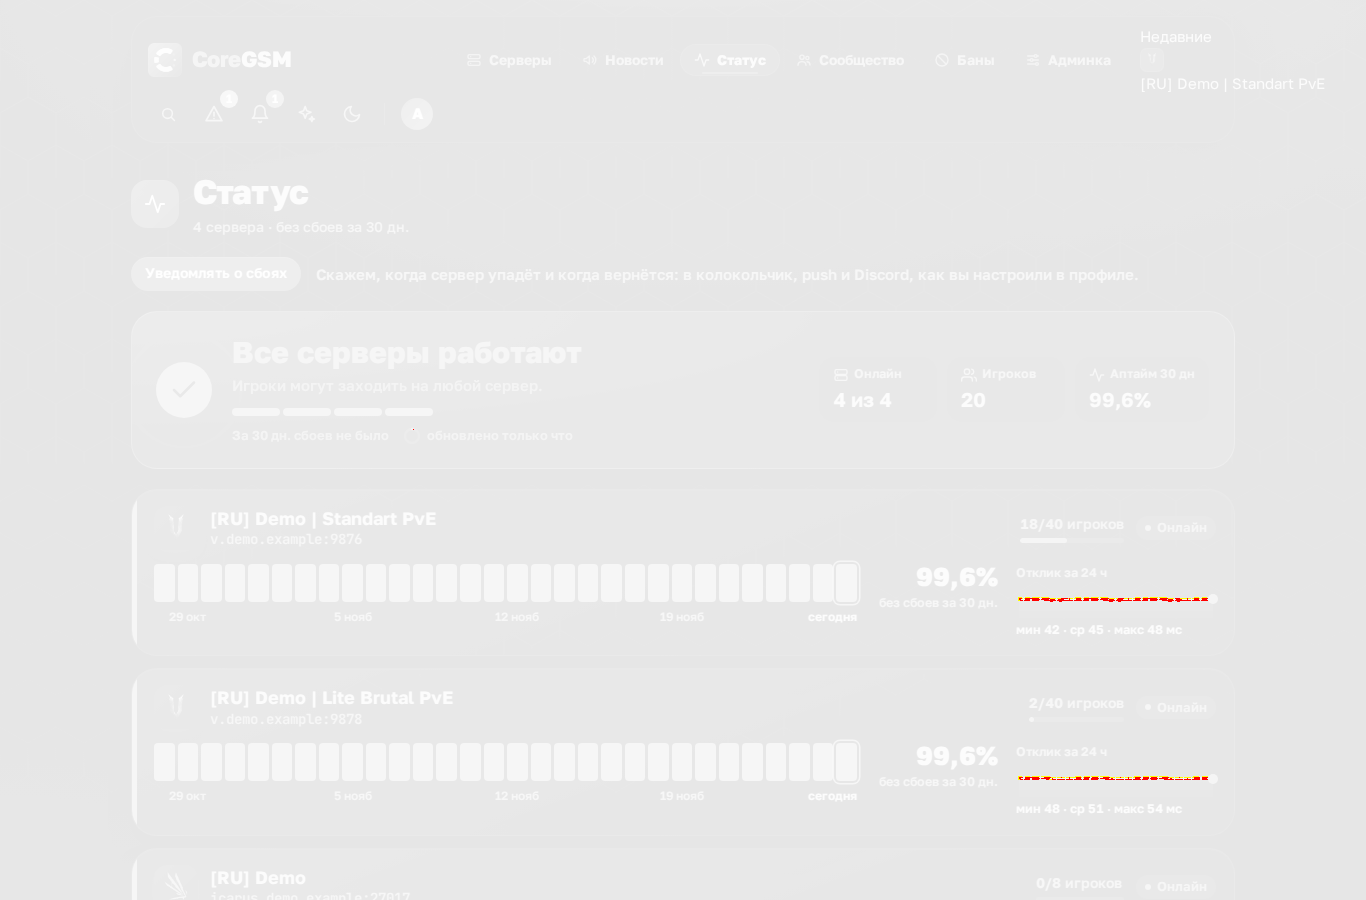 CoreGSM
Серверы
Новости
Статус
Сообщество
Баны
Админка
Недавние
[RU] Demo | Standart PvE
1
A
Статус
4 сервера · без сбоев за 30 дн.
Уведомлять о сбоях
Скажем, когда сервер упадёт и когда вернётся: в колокольчик, push и Discord, как вы настроили в профиле.
Все серверы работают
Игроки могут заходить на любой сервер.
За 30 дн. сбоев не было
обновлено только что
Онлайн
4 из 4
Игроков
20
Аптайм 30 дн
99,6%
[RU] Demo | Standart PvE
v.demo.example:9876
18/40 игроков
Онлайн
29 окт
5 нояб
12 нояб
19 нояб
сегодня
99,6%
без сбоев за 30 дн.
Отклик за 24 ч
мин 42 · ср 45 · макс 48 мс
[RU] Demo | Lite Brutal PvE
v.demo.example:9878
2/40 игроков
Онлайн
29 окт
5 нояб
12 нояб
19 нояб
сегодня
99,6%
без сбоев за 30 дн.
Отклик за 24 ч
мин 48 · ср 51 · макс 54 мс
[RU] Demo
icarus.demo.example:27017
0/8 игроков
Онлайн